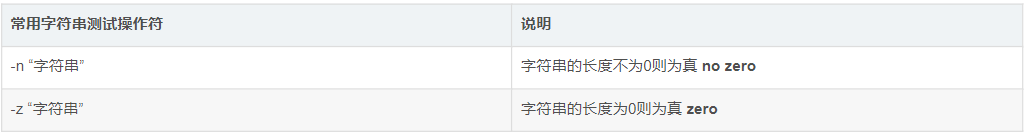 常用字符串测试操作符 说明
-n “字符串” 字符串的长度不为0则为真 no zero
-z “字符串” 字符串的长度为0则为真 zero